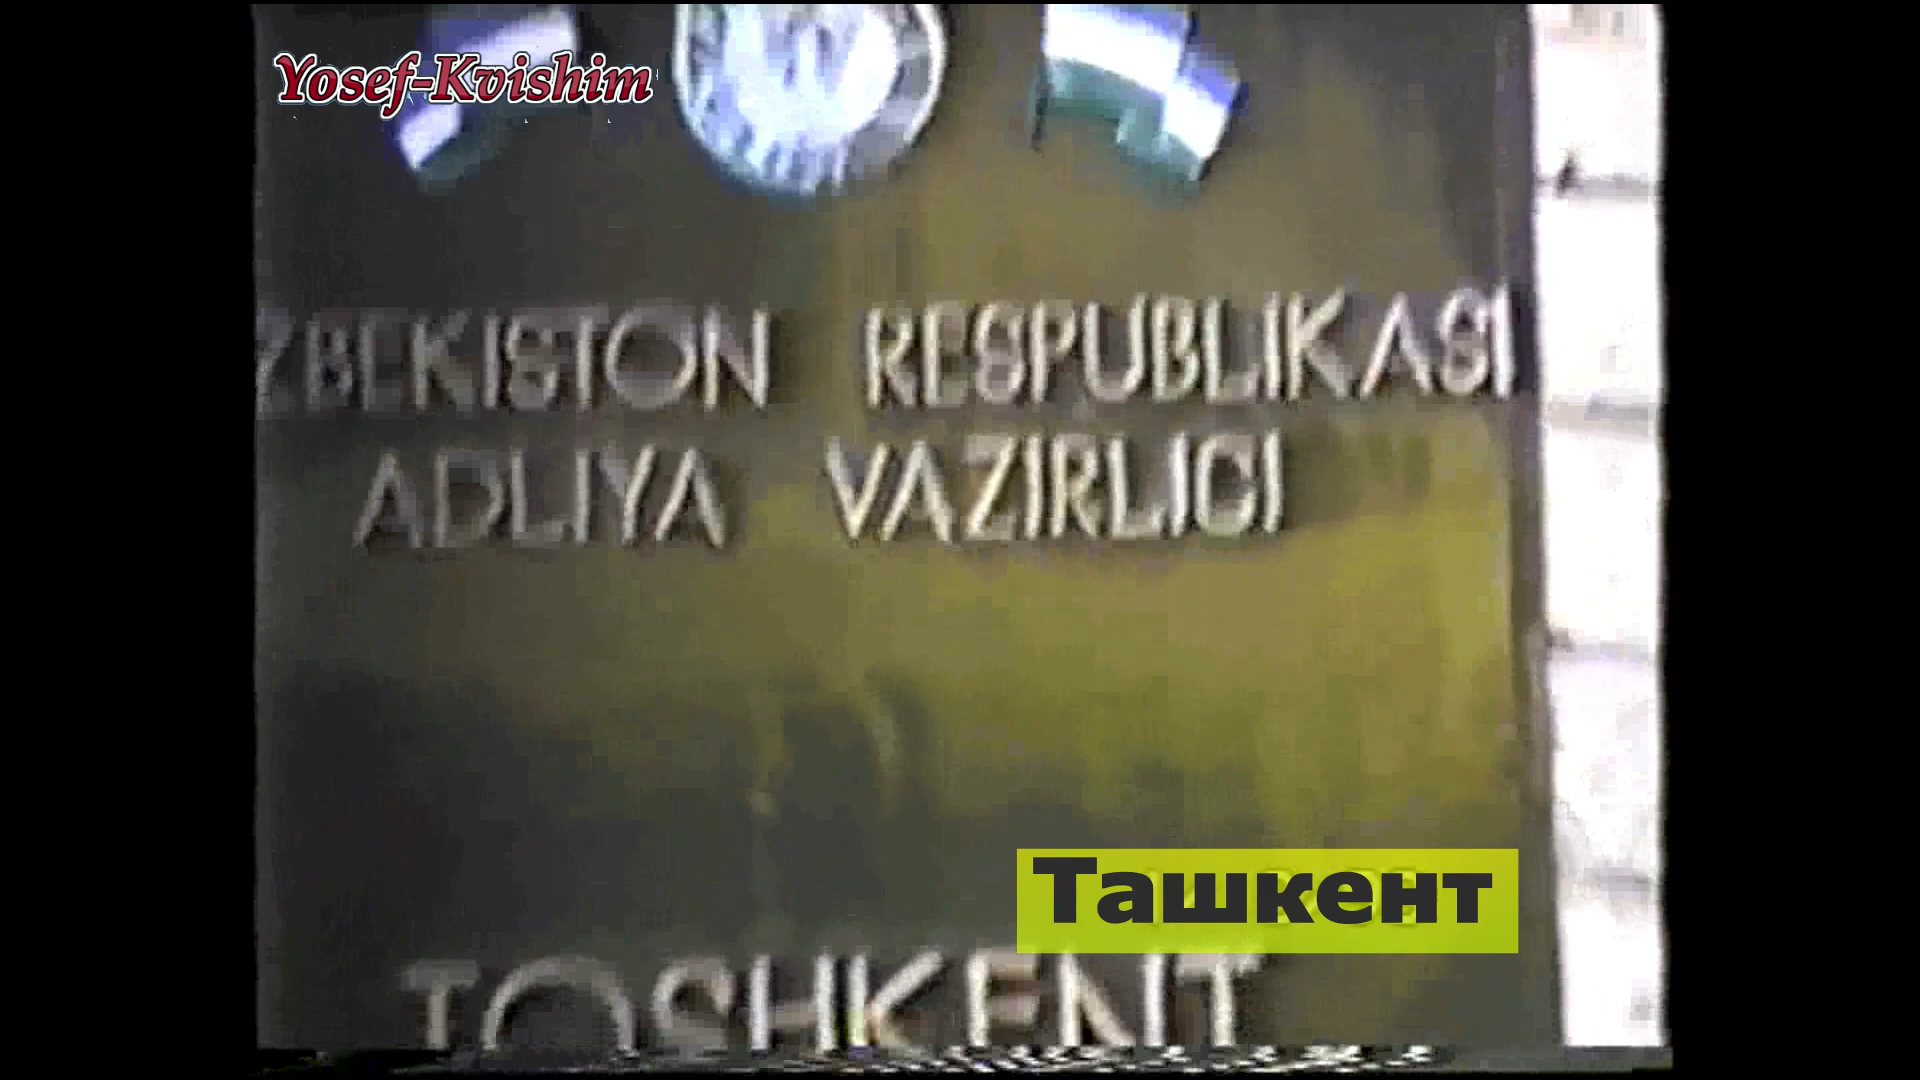 Yosef-Kvishim
ZBEKISTON RESPUBLIKASI
ADLIYA VAZIRLIGI
Ташкент
TOSHKENT